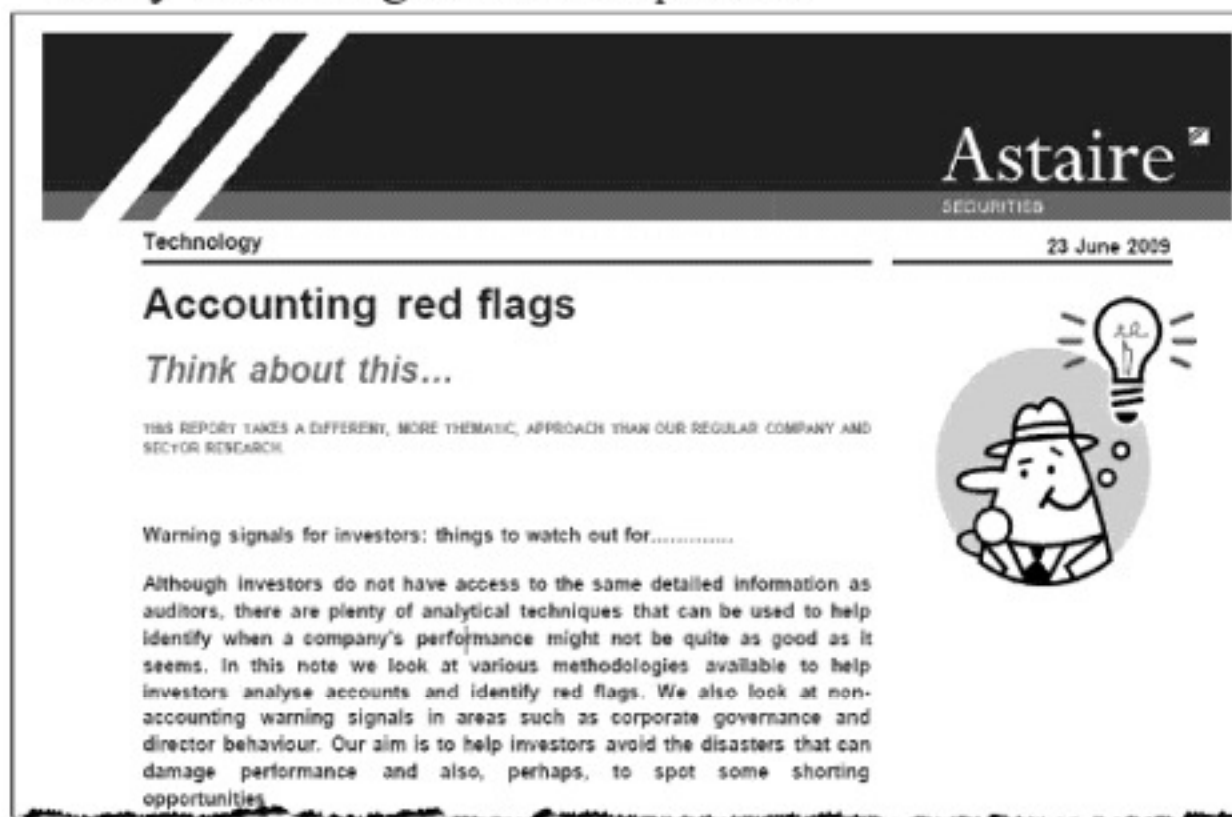 Astaire
SECURITIES
Technology
23 June 2009
Accounting red flags
Think about this...
THIS REPORT TAKES A DIFFERENT, MORE THEMATIC, APPROACH THAN OUR REGULAR COMPANY AND
SECTOR RESEARCH.
Warning signals for investors: things to watch out for.............
Although investors do not have access to the same detailed information as
auditors, there are plenty of analytical techniques that can be used to help
identify when a company's performance might not be quite as good as it
seems. In this note we look at various methodologies available to help
investors analyse accounts and identify red flags. We also look at non-
accounting warning signals in areas such as corporate governance and
director behaviour. Our aim is to help investors avoid the disasters that can
damage performance and also, perhaps, to spot some shorting
opportunities